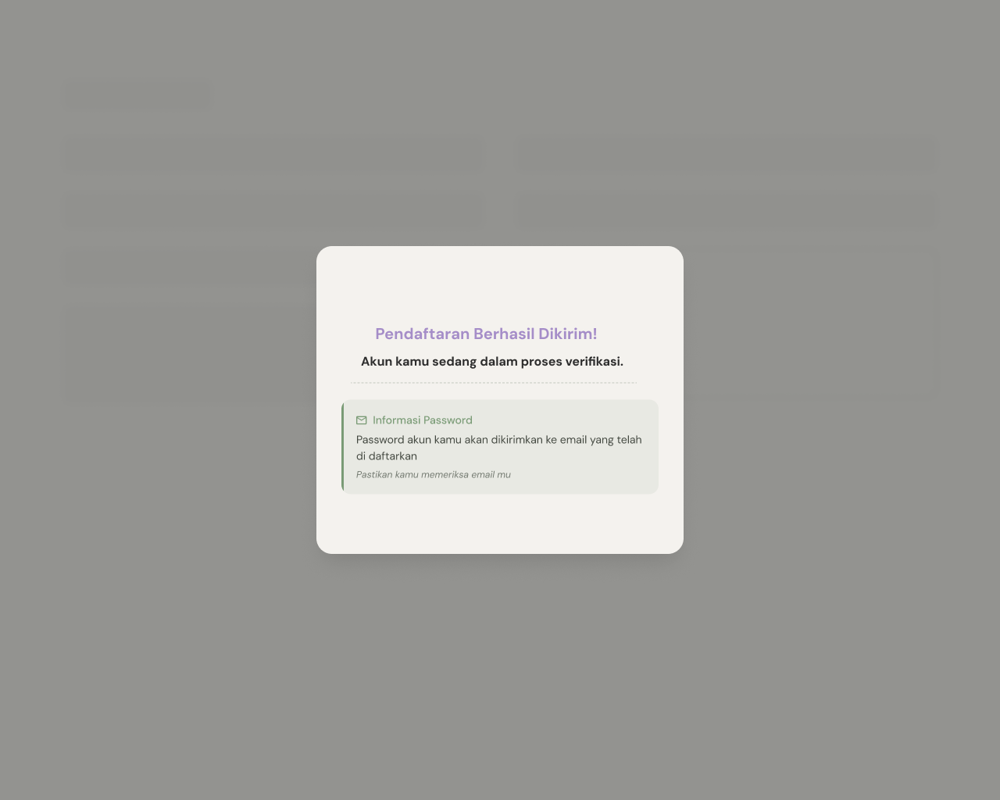 Pendaftaran Berhasil Dikirim!
Akun kamu sedang dalam proses verifikasi.
Informasi Password
Password akun kamu akan dikirimkan ke email yang telah
di daftarkan
Pastikan kamu memeriksa email mu